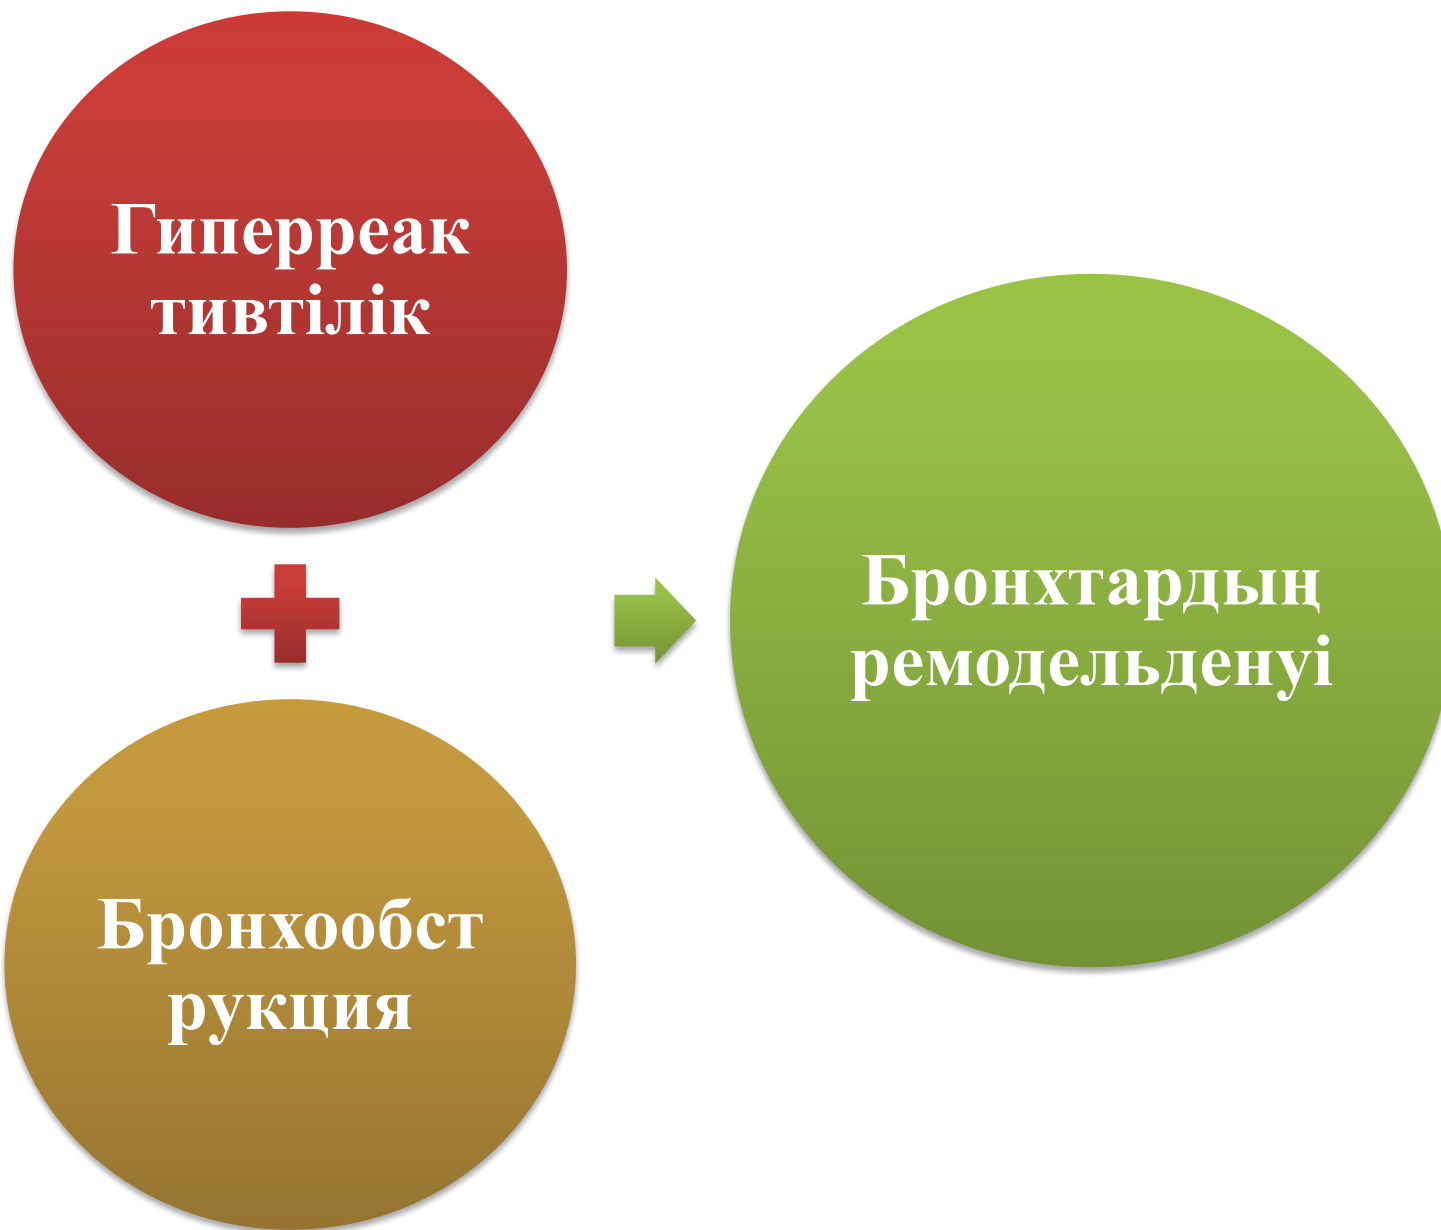 Гиперреак
тивтілік
Бронхообст
рукция
Бронхтардың
ремодельденуі